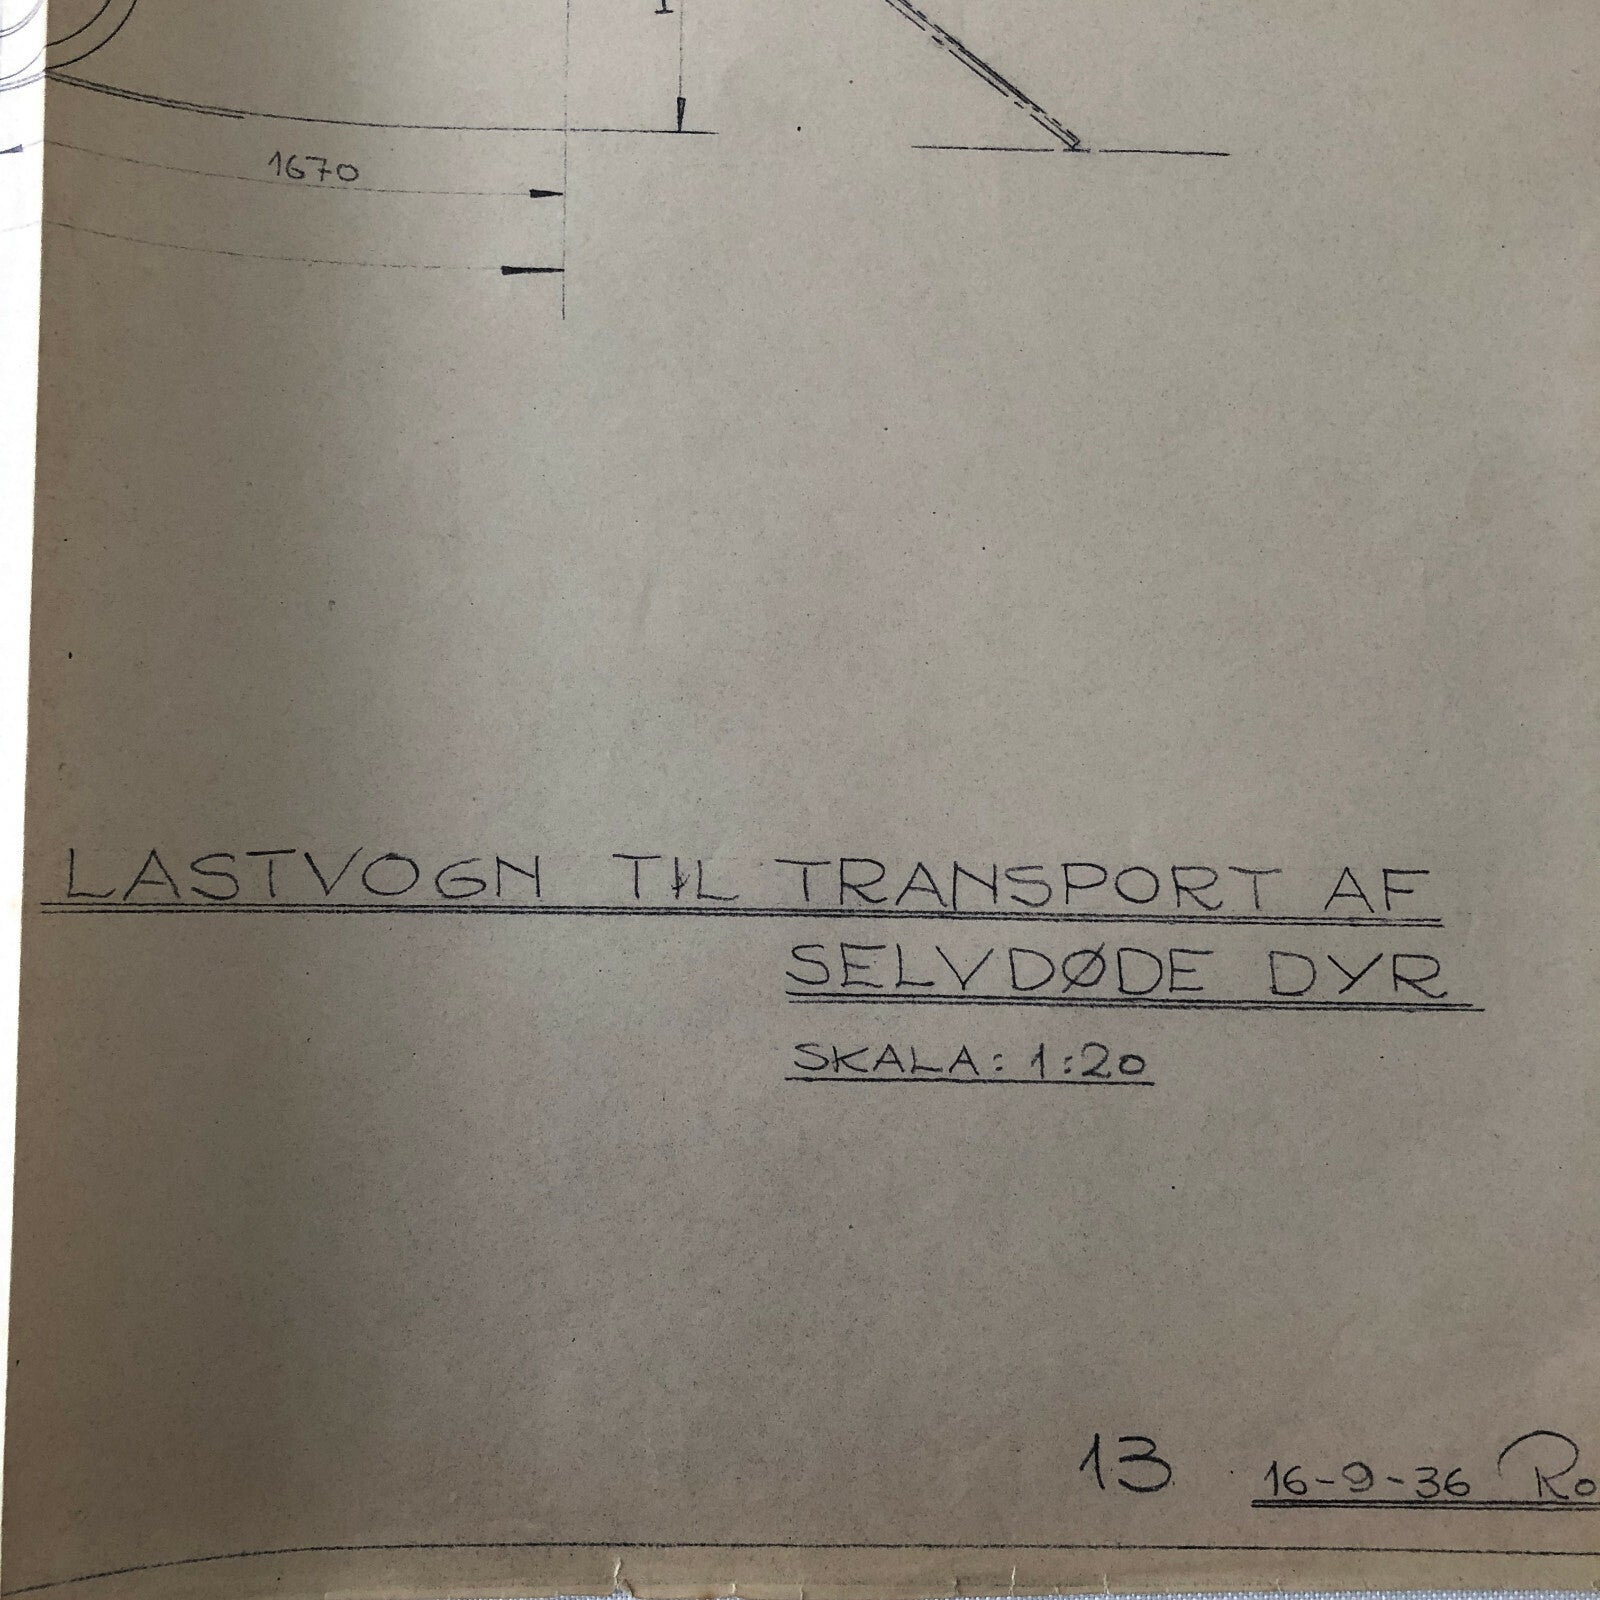 1670
LASTVOGN TIL TRANSPORT AF
SELVDØDE DYR
SKALA: 1:20
13 16-9-36